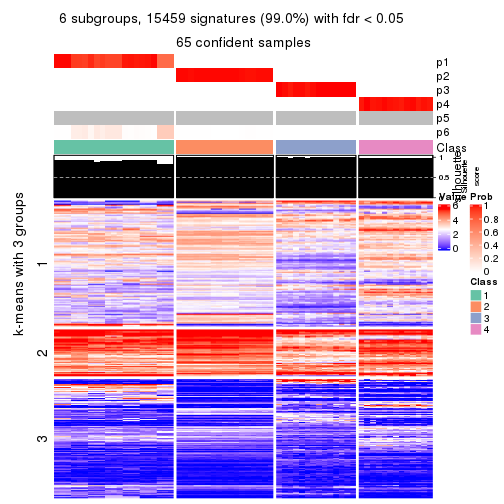 6 subgroups, 15459 signatures (99.0%) with fdr < 0.05
65 confident samples
p1
p2
p3
p4
p5
p6
Class
1
0.5
0
Silhouette
silhouette
score
k-means with 3 groups
1
2
3
Value
6
4
2
0
Prob
1
0.8
0.6
0.4
0.2
0
Class
1
2
3
4